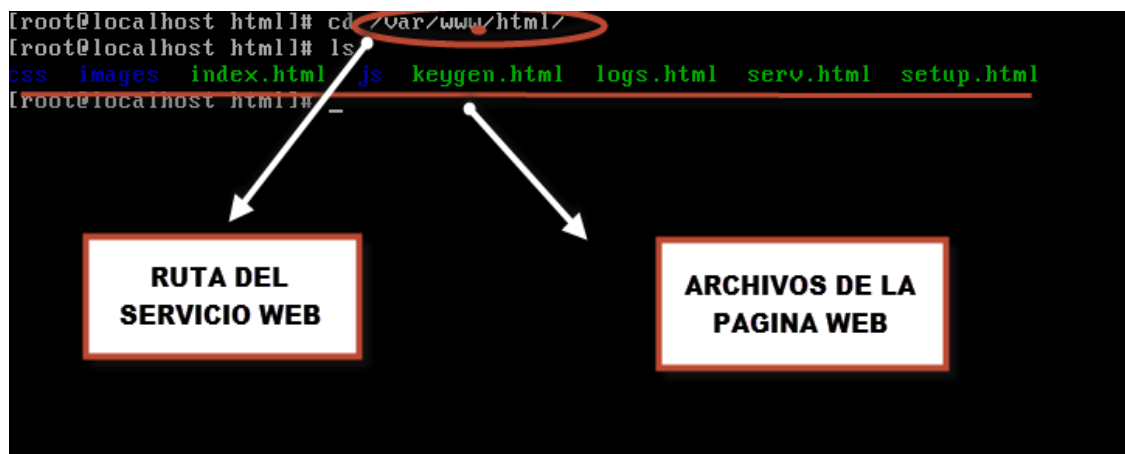 [root@localhost html]# cd /var/www/html/
[root@localhost html]# ls
css images index.html js keygen.html logs.html serv.html setup.html
[root@localhost html]# _
RUTA DEL
SERVICIO WEB
ARCHIVOS DE LA
PAGINA WEB